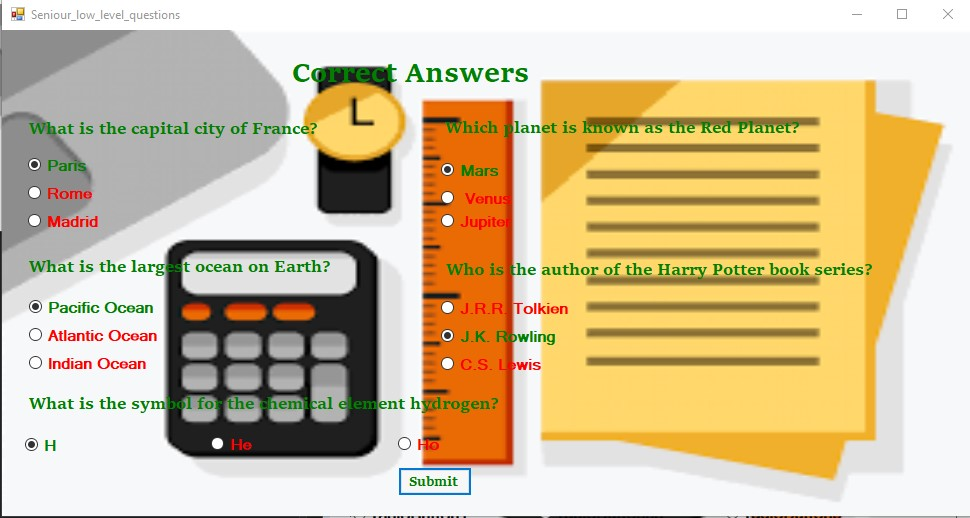 Seniour_low_level_questions
Correct Answers
What is the capital city of France?
Paris
Rome
Madrid
Which planet is known as the Red Planet?
Mars
Venus
Jupiter
What is the largest ocean on Earth?
Pacific Ocean
Atlantic Ocean
Indian Ocean
Who is the author of the Harry Potter book series?
J.R.R. Tolkien
J.K. Rowling
C.S. Lewis
What is the symbol for the chemical element hydrogen?
H
He
Ho
Submit